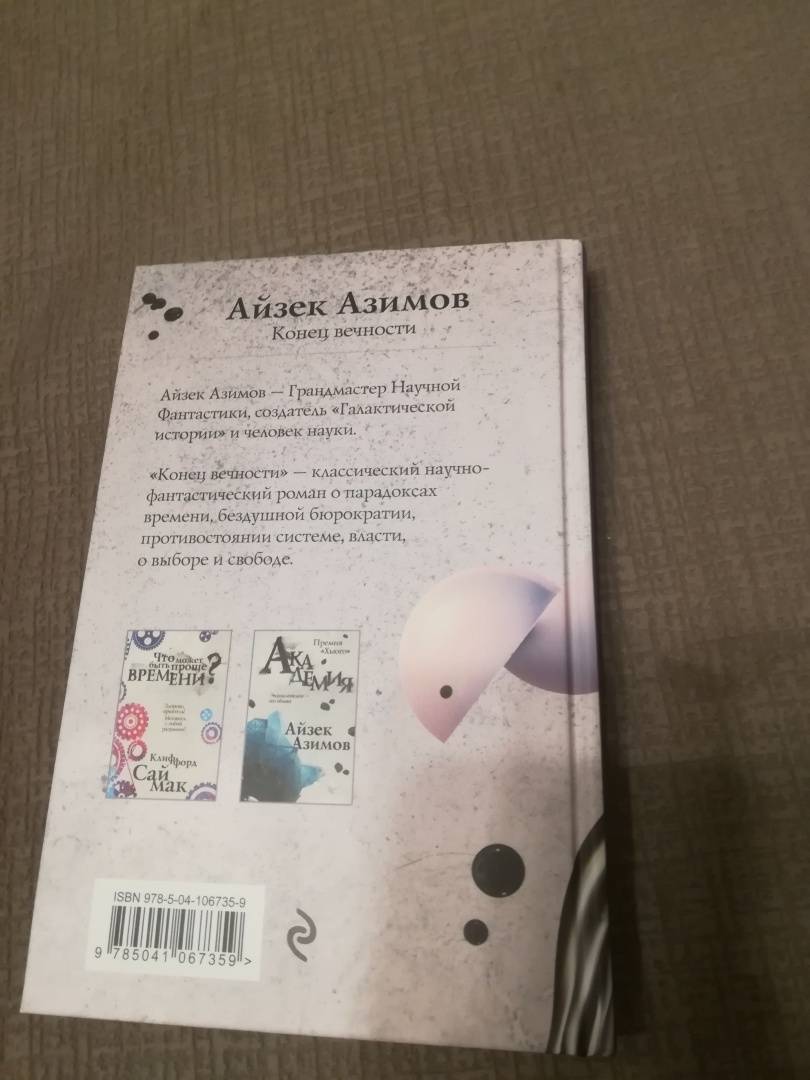 Айзек Азимов
Конец вечности
Айзек Азимов — Грандмастер Научной
Фантастики, создатель «Галактической
истории» и человек науки.
«Конец вечности» — классический научно-
фантастический роман о парадоксах
времени, бездушной бюрократии,
противостоянии системе, власти,
о выборе и свободе.
Что может
быть проще
ВРЕМЕНИ?
Клиффорд
Сай
мак
Премия
«Хьюго»
АКАДЕМИЯ
Айзек
Азимов
ISBN 978-5-04-106735-9
9 785041 067359 >